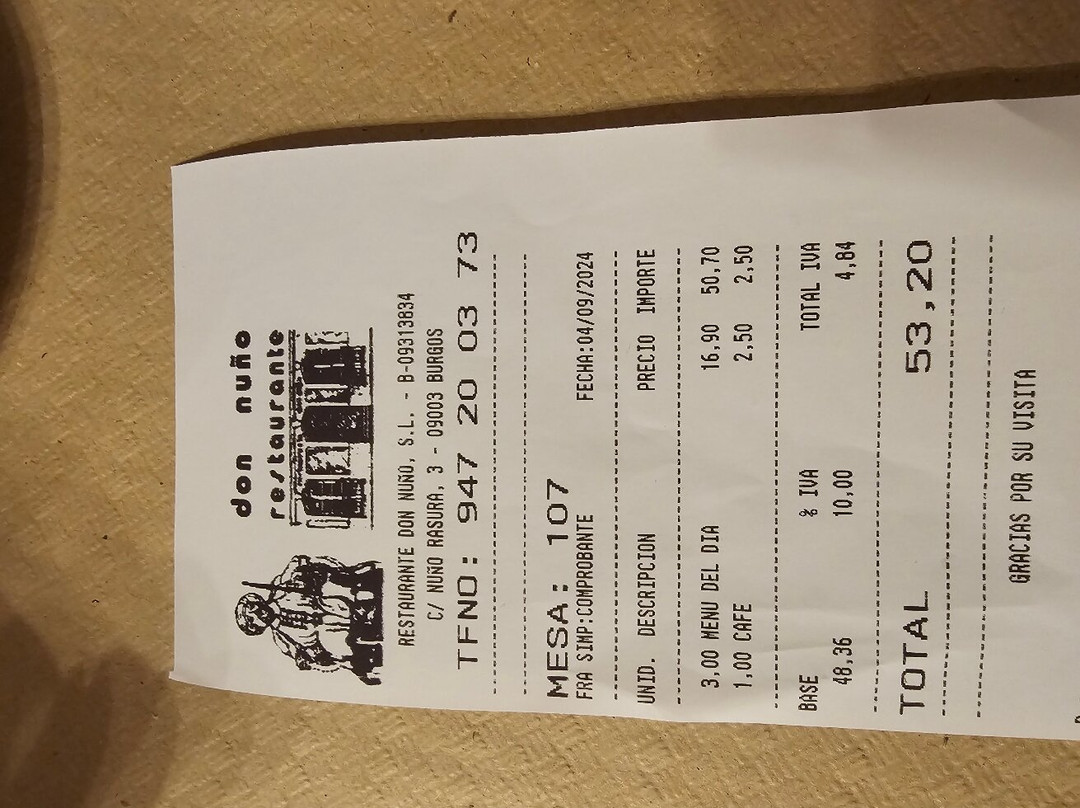 don nuño
restaurante
RESTAURANTE DON NUÑO, S.L. - B-09313834
C/ NUÑO RASURA, 3 - 09003 BURGOS
TFNO: 947 20 03 73
MESA: 107
FRA SIMP:COMPROBANTE FECHA:04/09/2024
UNID. DESCRIPCION PRECIO IMPORTE
3,00 MENU DEL DIA 16,90 50,70
1,00 CAFE 2,50 2,50
BASE % IVA TOTAL IVA
48,36 10,00 4,84
TOTAL 53,20
GRACIAS POR SU VISITA